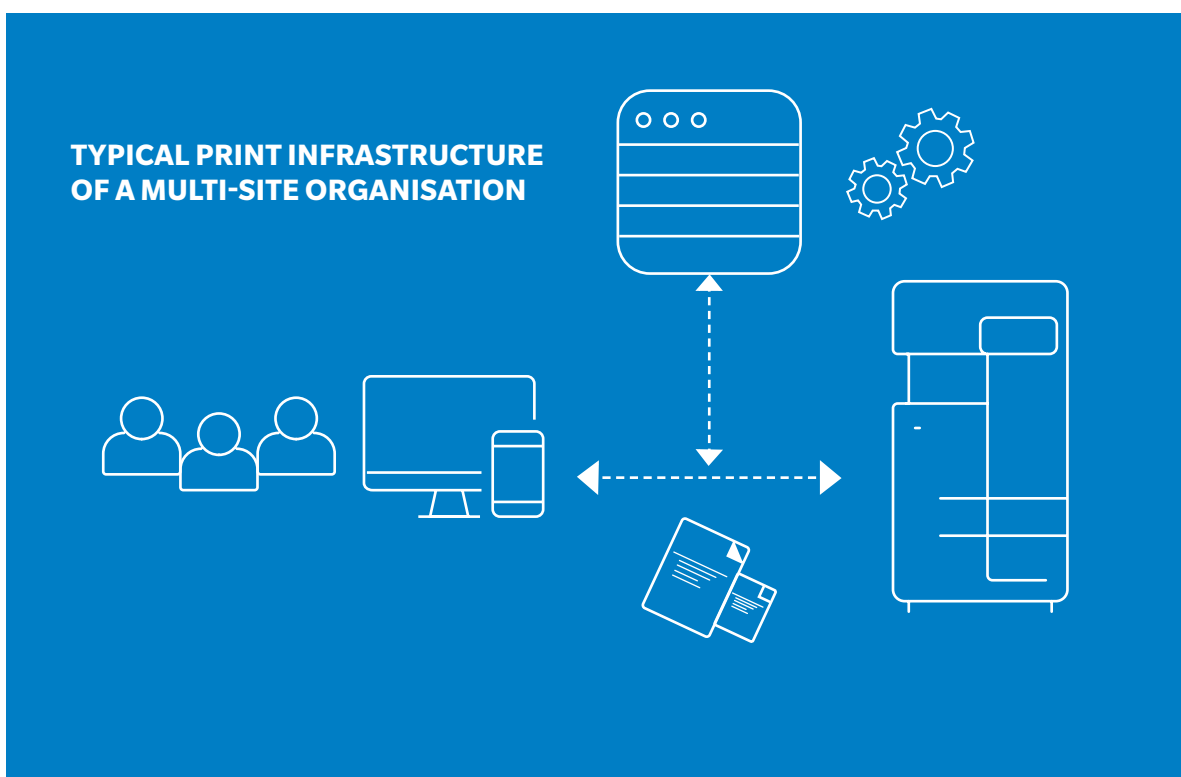 TYPICAL PRINT INFRASTRUCTURE
OF A MULTI-SITE ORGANISATION